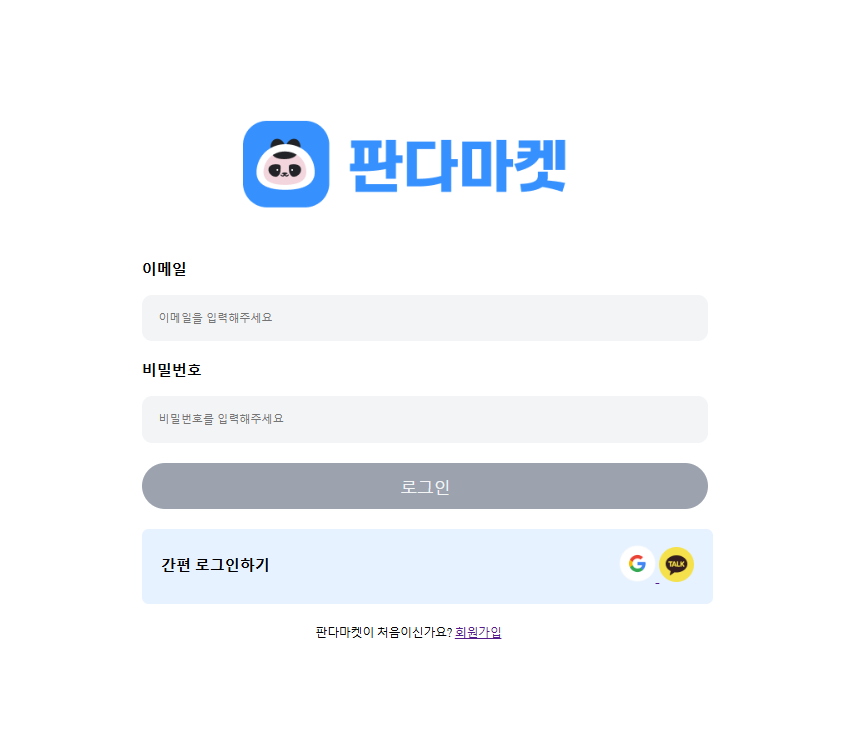 판다마켓
이메일
이메일을 입력해주세요
비밀번호
비밀번호를 입력해주세요
로그인
간편 로그인하기
G
TALK
판다마켓이 처음이신가요? 회원가입